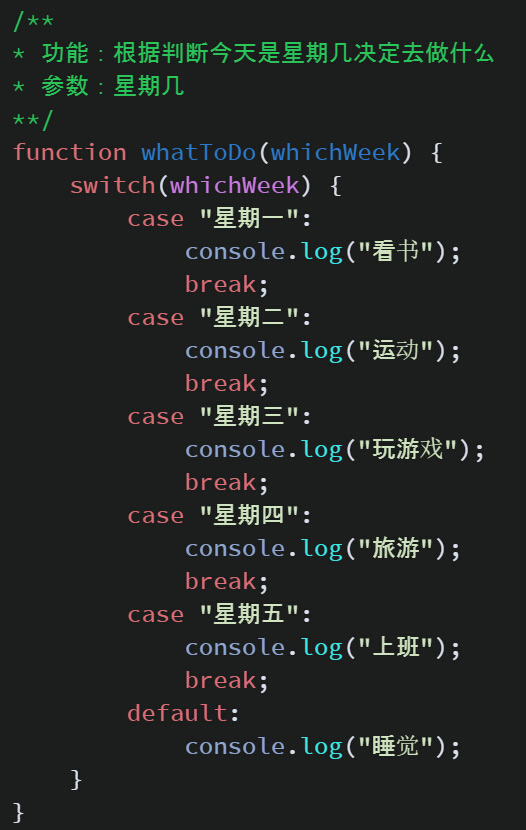 /**
* 功能：根据判断今天是星期几决定去做什么
* 参数：星期几
**/
function whatToDo(whichWeek) {
    switch(whichWeek) {
        case "星期一":
            console.log("看书");
            break;
        case "星期二":
            console.log("运动");
            break;
        case "星期三":
            console.log("玩游戏");
            break;
        case "星期四":
            console.log("旅游");
            break;
        case "星期五":
            console.log("上班");
            break;
        default:
            console.log("睡觉");
    }
}